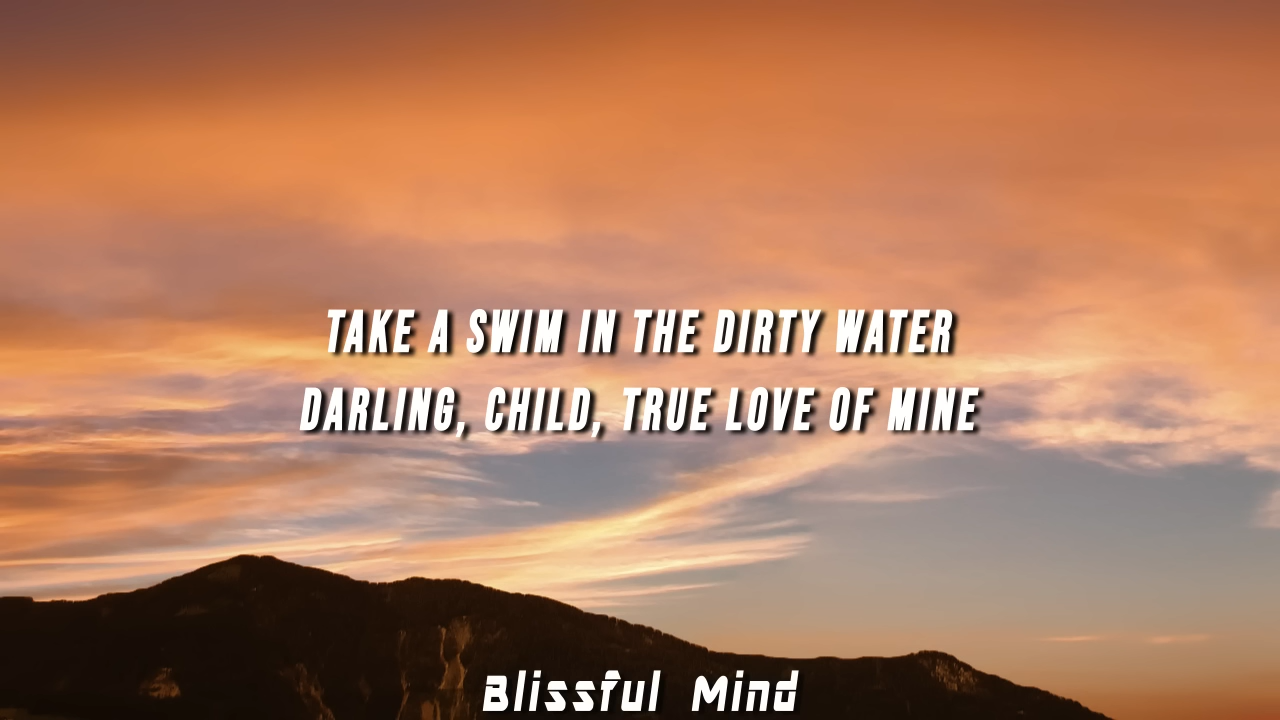 TAKE A SWIM IN THE DIRTY WATER
DARLING, CHILD, TRUE LOVE OF MINE
Blissful Mind